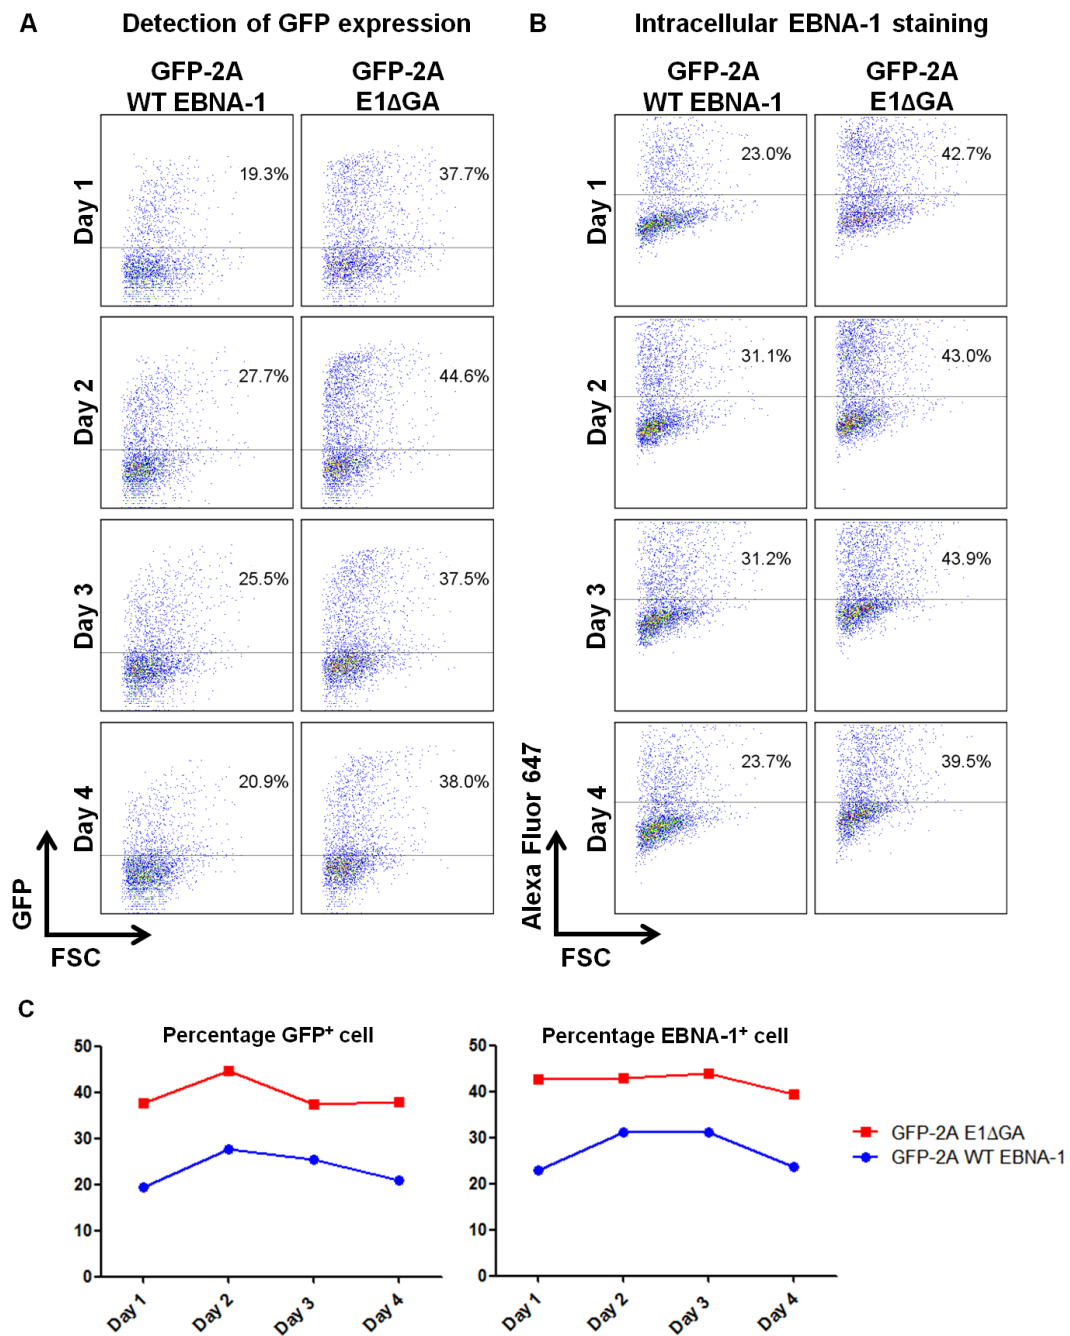 A
Detection of GFP expression
GFP-2A
WT EBNA-1
GFP-2A
E1ΔGA
Day 1
19.3%
37.7%
Day 2
27.7%
44.6%
Day 3
25.5%
37.5%
Day 4
20.9%
38.0%
GFP
FSC
B
Intracellular EBNA-1 staining
GFP-2A
WT EBNA-1
GFP-2A
E1ΔGA
Day 1
23.0%
42.7%
Day 2
31.1%
43.0%
Day 3
31.2%
43.9%
Day 4
23.7%
39.5%
Alexa Fluor 647
FSC
C
Percentage GFP⁺ cell
50
40
30
20
10
0
Day 1
Day 2
Day 3
Day 4
Percentage EBNA-1⁺ cell
50
40
30
20
10
0
Day 1
Day 2
Day 3
Day 4
GFP-2A E1ΔGA
GFP-2A WT EBNA-1